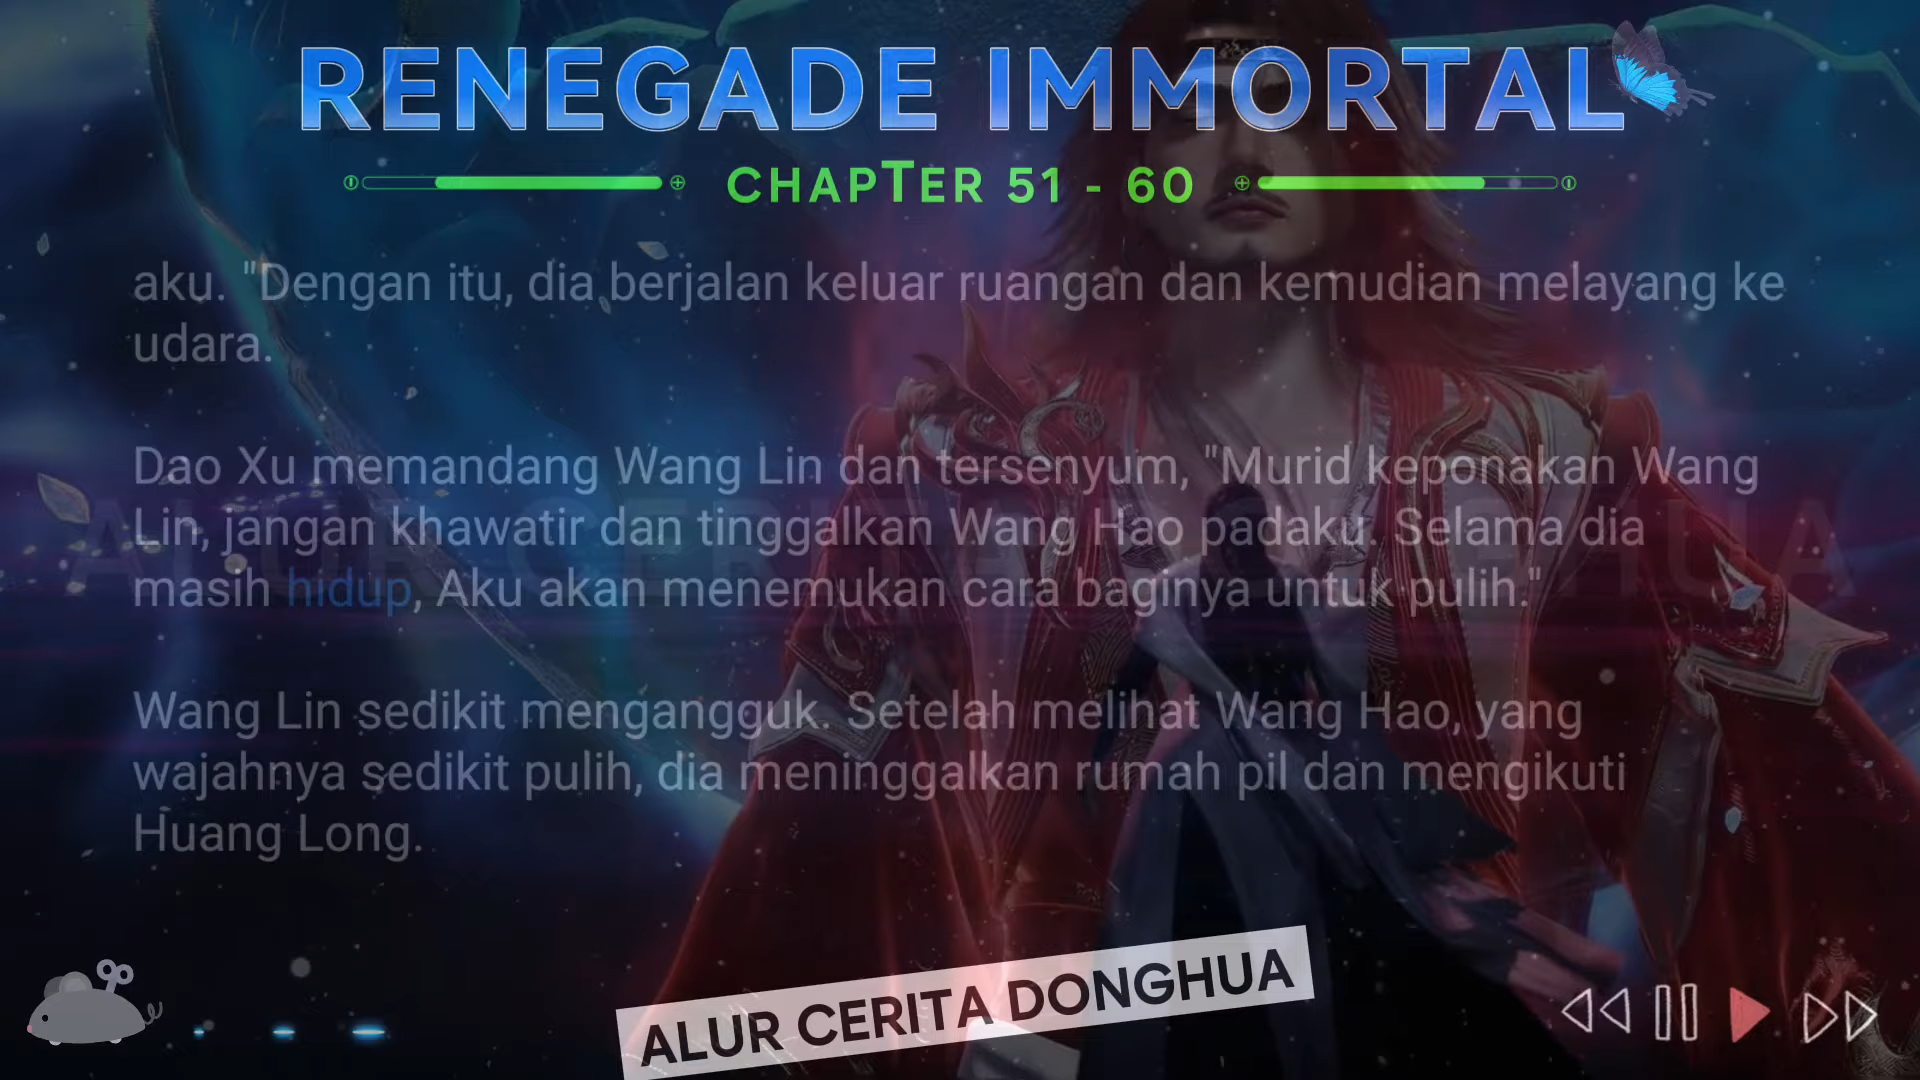 RENEGADE IMMORTAL
CHAPTER 51 - 60
aku. "Dengan itu, dia berjalan keluar ruangan dan kemudian melayang ke
udara.
Dao Xu memandang Wang Lin dan tersenyum, "Murid keponakan Wang
Lin, jangan khawatir dan tinggalkan Wang Hao padaku. Selama dia
masih hidup, Aku akan menemukan cara baginya untuk pulih."
Wang Lin sedikit mengangguk. Setelah melihat Wang Hao, yang
wajahnya sedikit pulih, dia meninggalkan rumah pil dan mengikuti
Huang Long.
ALUR CERITA DONGHUA
ALUR CERITA DONGHUA